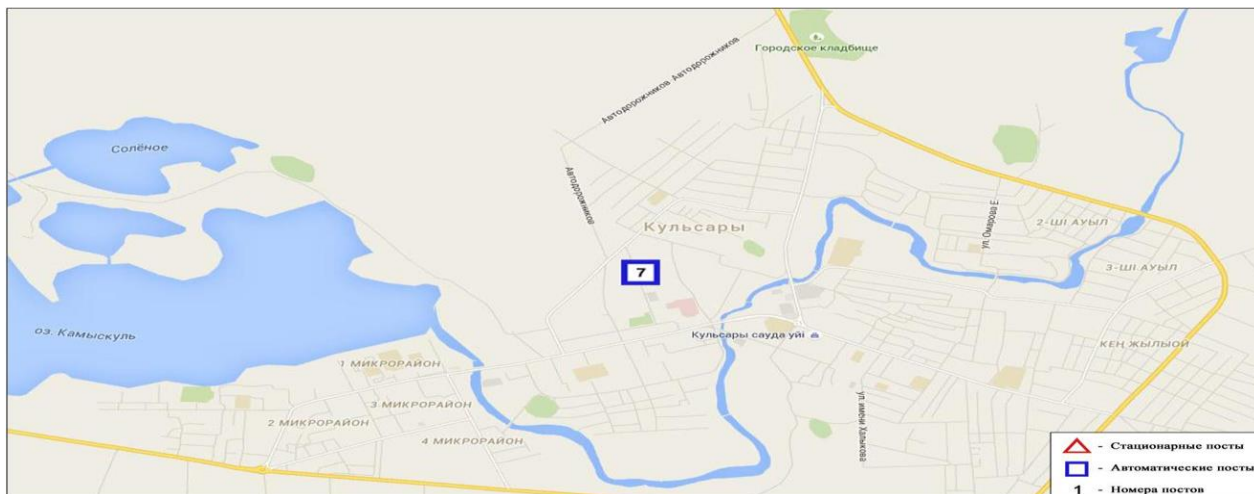 Городское кладбище
Автодорожников Автодорожников
Солёное
Автодорожников
Кульсары
ул. Омарова Е.
2-ШІ АУЫЛ
3-ШІ АУЫЛ
7
оз. Камыскуль
Кульсары сауда уйі
КЕҢ ЖЫЛЫОЙ
1 МИКРОРАЙОН
3 МИКРОРАЙОН
2 МИКРОРАЙОН
4 МИКРОРАЙОН
ул. имени Халыкова
- Стационарные посты
- Автоматические посты
1 - Номера постов